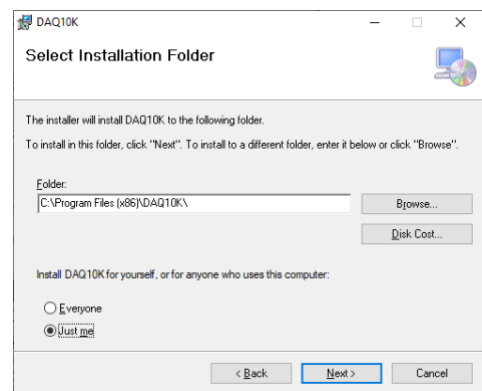 DAQ10K
Select Installation Folder
The installer will install DAQ10K to the following folder.
To install in this folder, click "Next". To install to a different folder, enter it below or click "Browse".
Folder:
C:\Program Files (x86)\DAQ10K\
Browse...
Disk Cost...
Install DAQ10K for yourself, or for anyone who uses this computer:
Everyone
Just me
< Back
Next >
Cancel